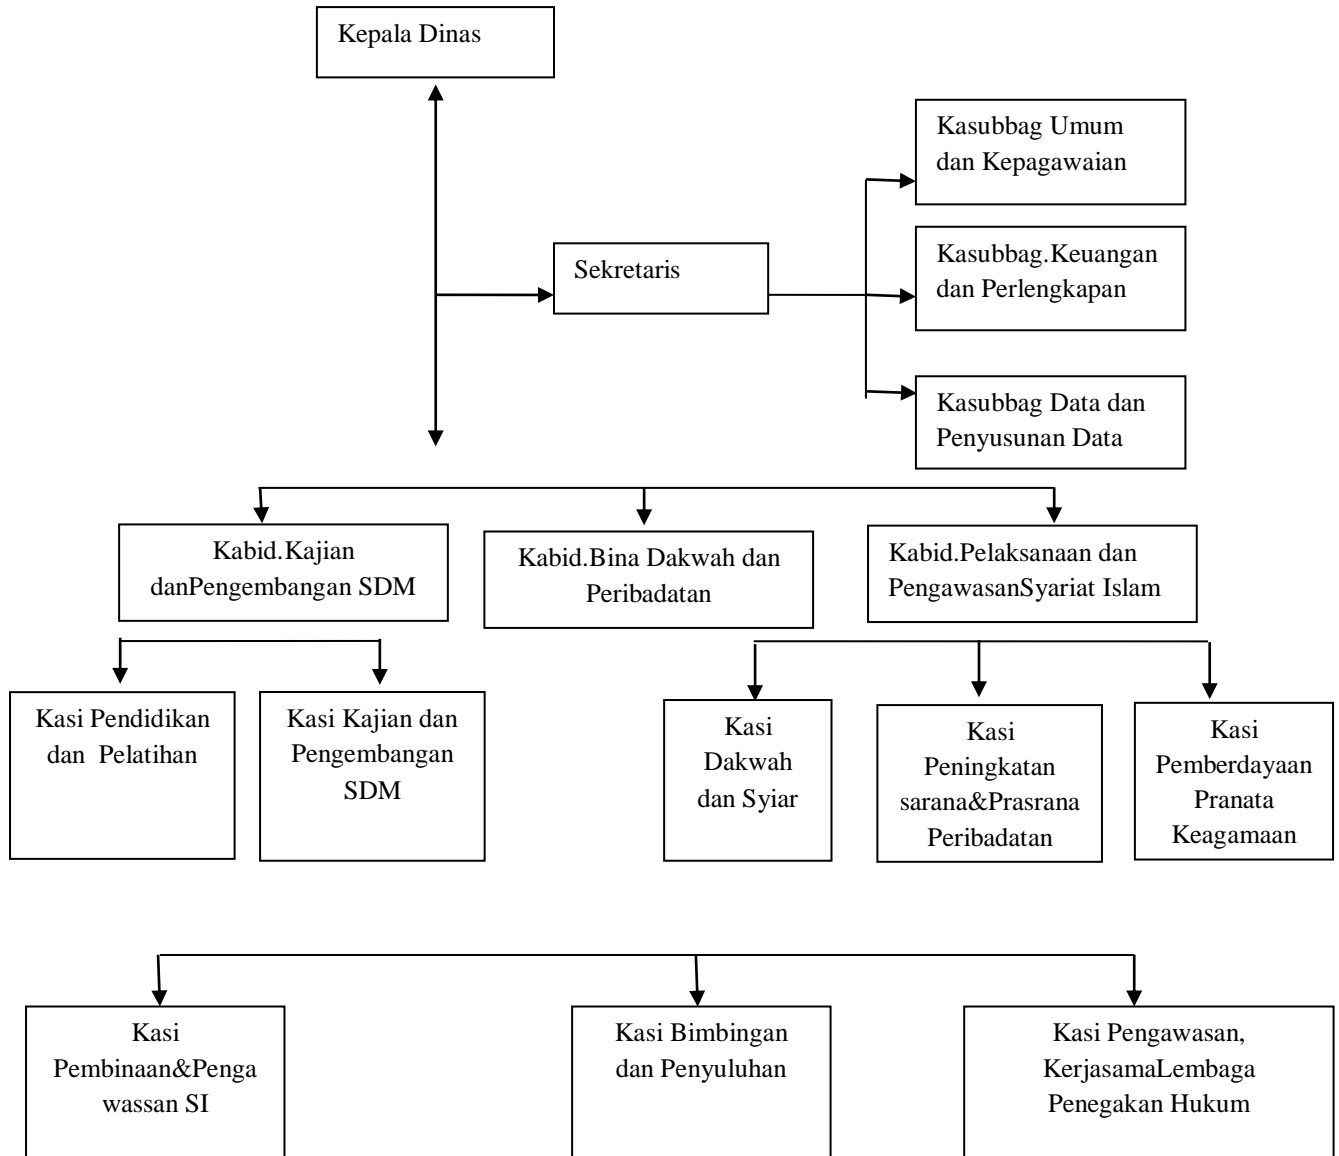 Kepala Dinas
Kasubbag Umum
dan Kepagawaian
Sekretaris
Kasubbag.Keuangan
dan Perlengkapan
Kasubbag Data dan
Penyusunan Data
Kabid.Kajian
danPengembangan SDM
Kabid.Bina Dakwah dan
Peribadatan
Kabid.Pelaksanaan dan
PengawasanSyariat Islam
Kasi Pendidikan
dan Pelatihan
Kasi Kajian dan
Pengembangan
SDM
Kasi
Dakwah
dan Syiar
Kasi
Peningkatan
sarana&Prasrana
Peribadatan
Kasi
Pemberdayaan
Pranata
Keagamaan
Kasi
Pembinaan&Penga
wassan SI
Kasi Bimbingan
dan Penyuluhan
Kasi Pengawasan,
KerjasamaLembaga
Penegakan Hukum